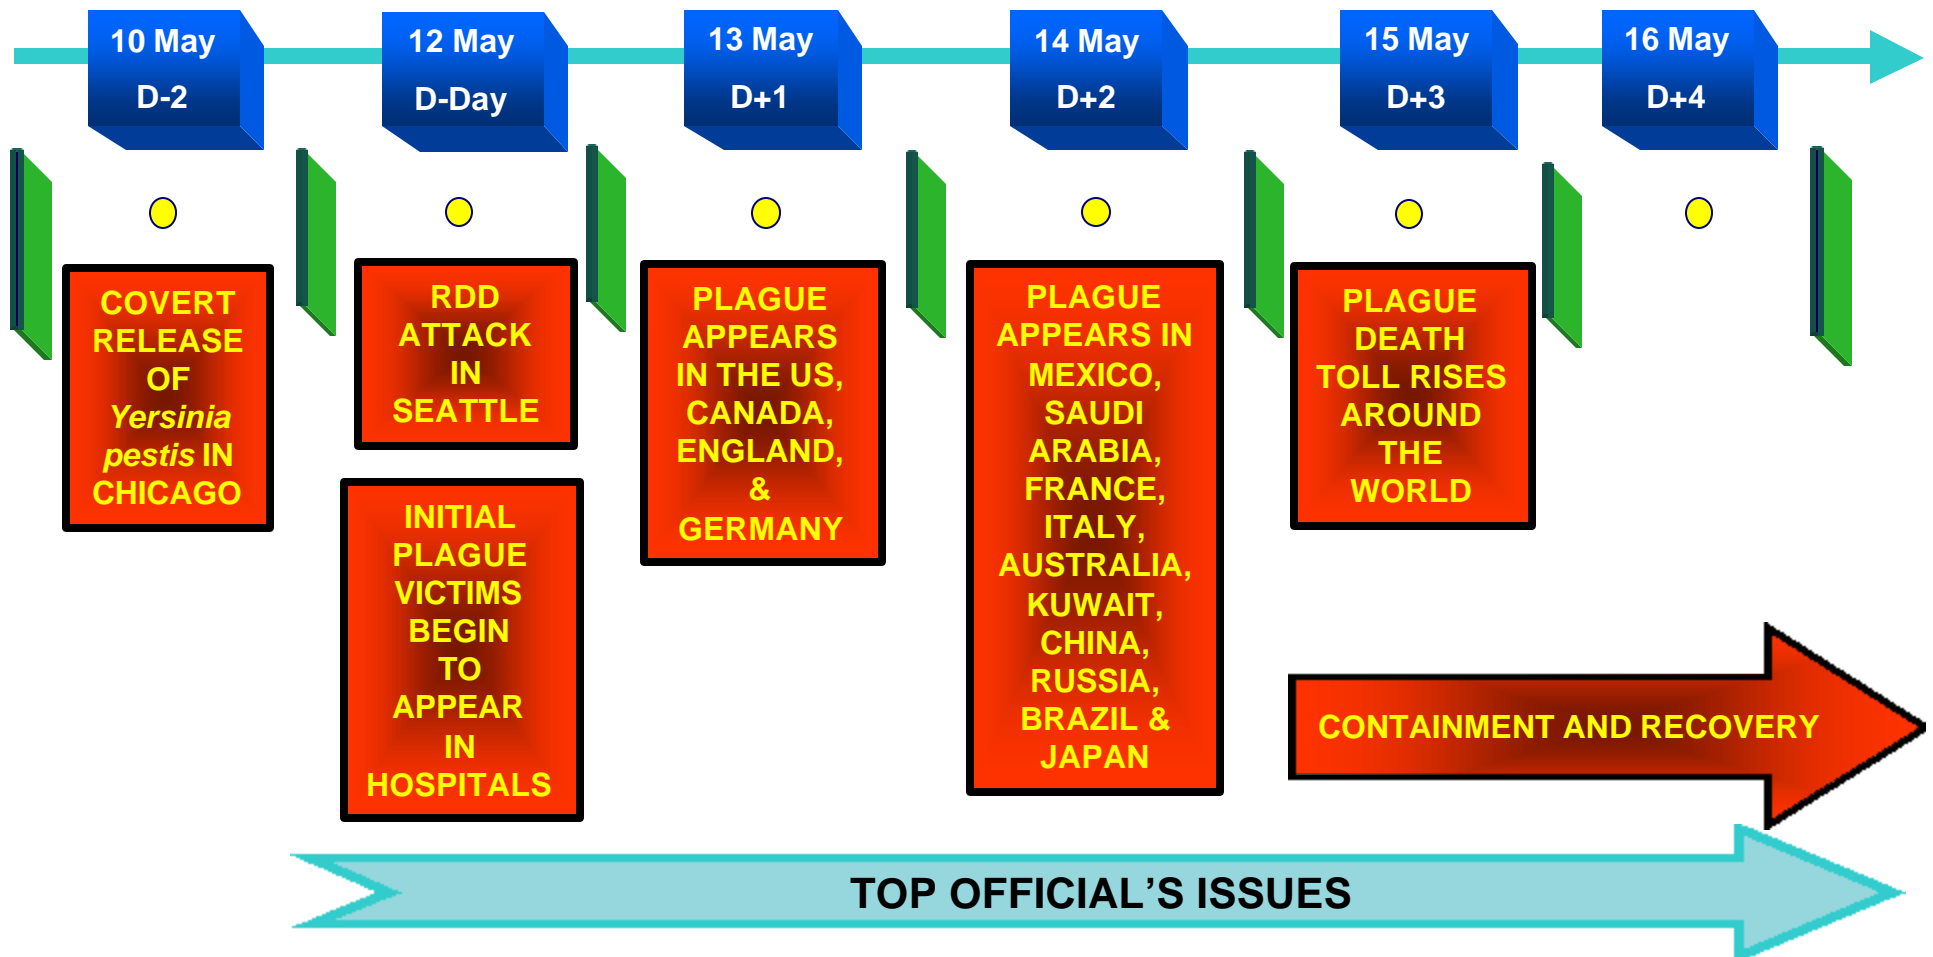 10 May
D-2
12 May
D-Day
13 May
D+1
14 May
D+2
15 May
D+3
16 May
D+4
COVERT
RELEASE
OF
Yersinia
pestis IN
CHICAGO
RDD
ATTACK
IN
SEATTLE
INITIAL
PLAGUE
VICTIMS
BEGIN
TO
APPEAR
IN
HOSPITALS
PLAGUE
APPEARS
IN THE US,
CANADA,
ENGLAND,
&
GERMANY
PLAGUE
APPEARS IN
MEXICO,
SAUDI
ARABIA,
FRANCE,
ITALY,
AUSTRALIA,
KUWAIT,
CHINA,
RUSSIA,
BRAZIL &
JAPAN
PLAGUE
DEATH
TOLL RISES
AROUND
THE
WORLD
CONTAINMENT AND RECOVERY
TOP OFFICIAL’S ISSUES